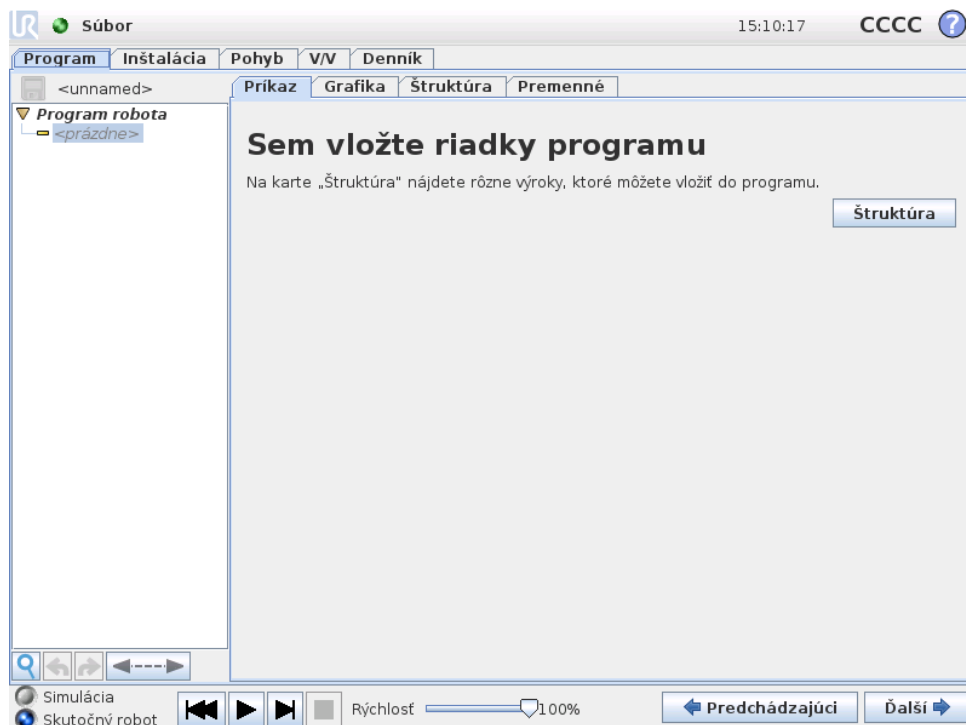 UR Súbor 15:10:17 CCCC ?
Program Inštalácia Pohyb V/V Denník
<unnamed>
Príkaz Grafika Štruktúra Premenné
Program robota
<prázdne>
Sem vložte riadky programu
Na karte „Štruktúra" nájdete rôzne výroky, ktoré môžete vložiť do programu.
Štruktúra
Simulácia
Skutočný robot
Rýchlosť 100%
Predchádzajúci Ďalší